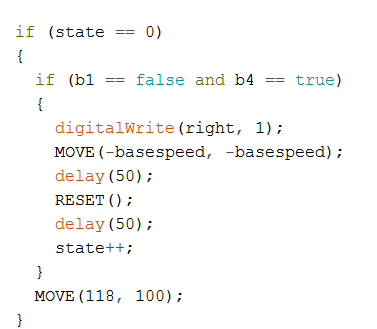 if (state == 0)
{
  if (b1 == false and b4 == true)
  {
    digitalWrite(right, 1);
    MOVE(-basespeed, -basespeed);
    delay(50);
    RESET();
    delay(50);
    state++;
  }
  MOVE(118, 100);
}